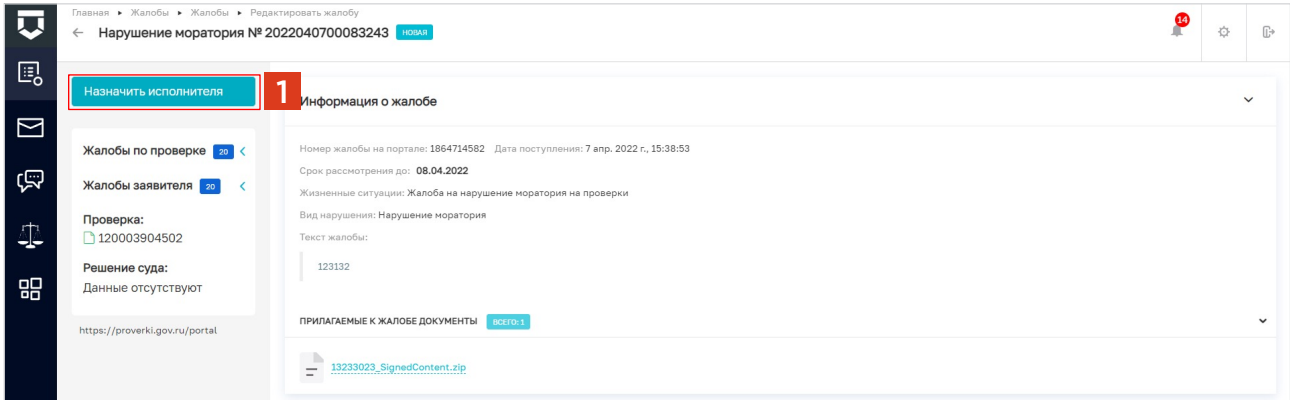 Главная ▸ Жалобы ▸ Жалобы ▸ Редактировать жалобу
← Нарушение моратория № 2022040700083243 НОВАЯ
14
Назначить исполнителя
1
Жалобы по проверке 20
Жалобы заявителя 20
Проверка:
120003904502
Решение суда:
Данные отсутствуют
https://proverki.gov.ru/portal
Информация о жалобе
Номер жалобы на портале: 1864714582 Дата поступления: 7 апр. 2022 г., 15:38:53
Срок рассмотрения до: 08.04.2022
Жизненные ситуации: Жалоба на нарушение моратория на проверки
Вид нарушения: Нарушение моратория
Текст жалобы:
123132
ПРИЛАГАЕМЫЕ К ЖАЛОБЕ ДОКУМЕНТЫ ВСЕГО: 1
13233023_SignedContent.zip